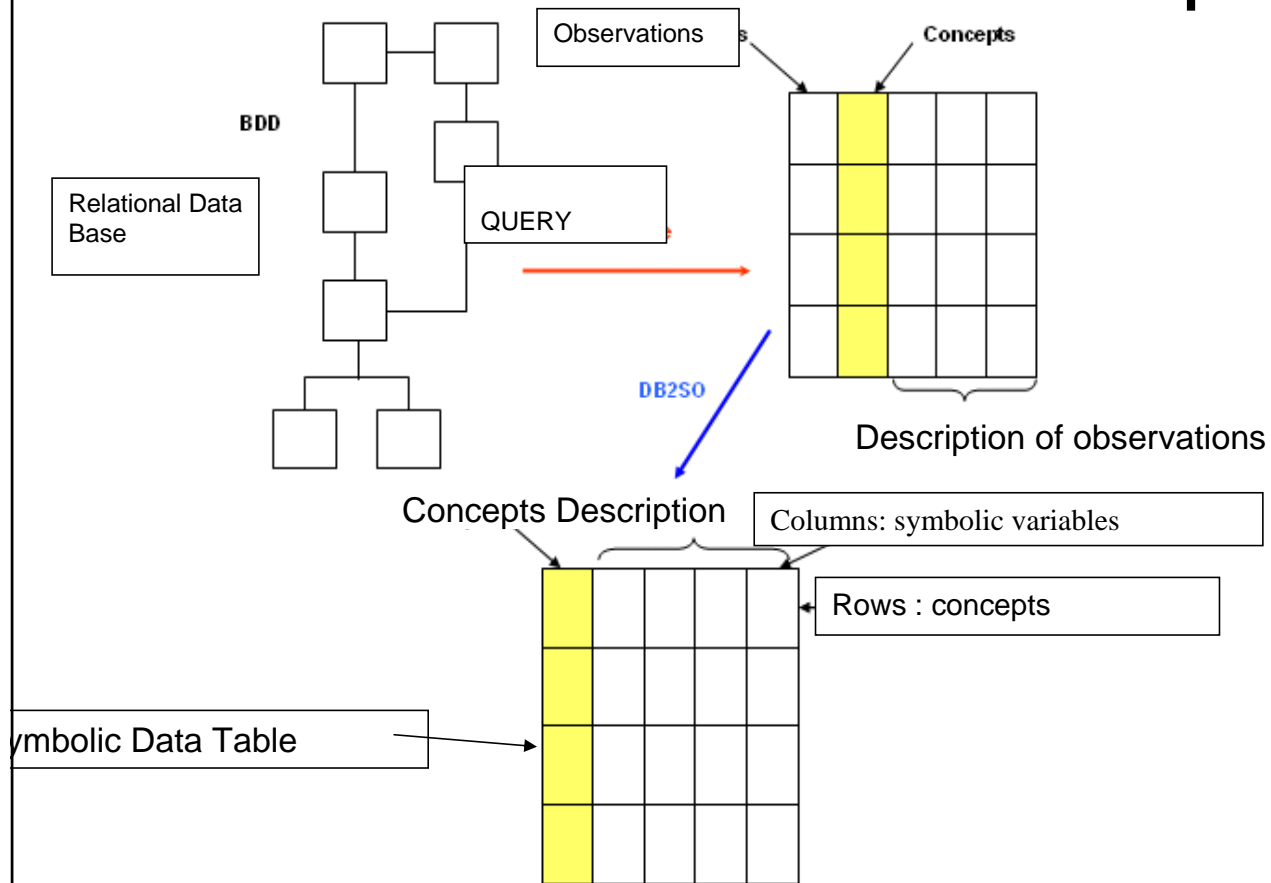 Observations
s
Concepts
BDD
Relational Data
Base
QUERY
DB2SO
Description of observations
Concepts Description
Columns: symbolic variables
Rows : concepts
ymbolic Data Table